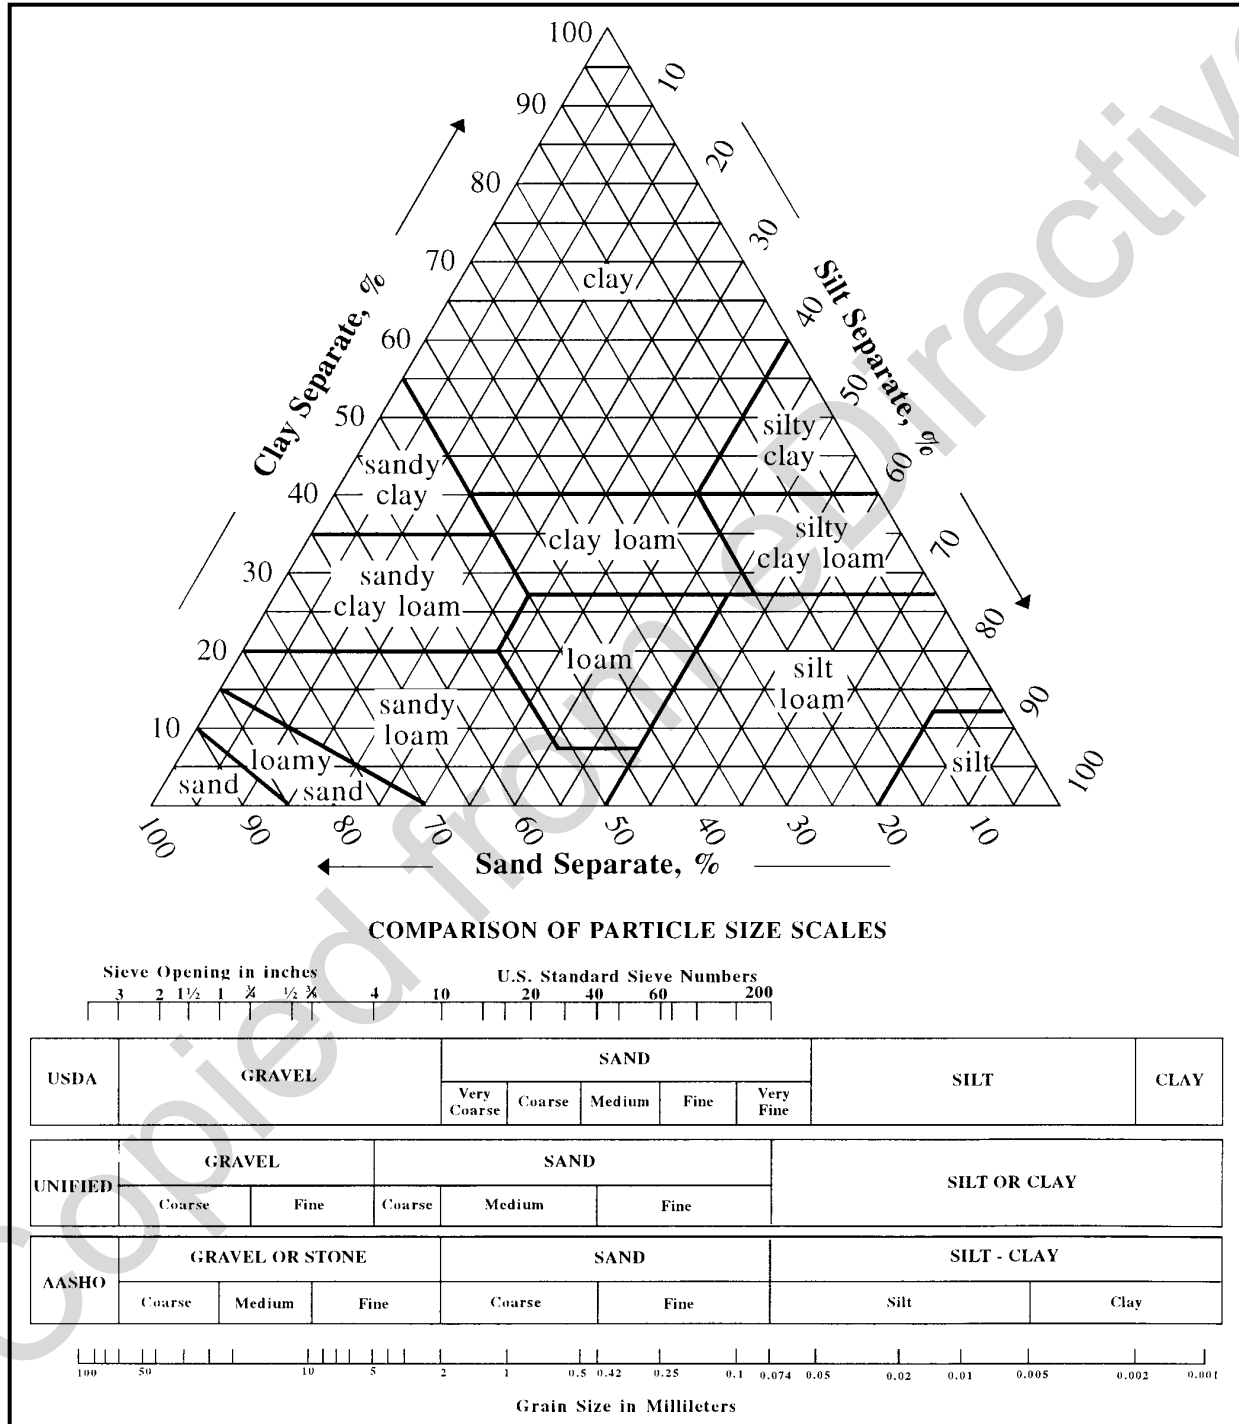 100
10
90
20
80
30
70
clay
40
60
50
50
60
40
70
30
80
20
90
10
100
Clay Separate, %
Silt Separate, %
silty
clay
sandy
clay
clay loam
silty
clay loam
sandy
clay loam
loam
silt
loam
sandy
loam
loamy
sand
sand
silt
100
90
80
70
60
50
40
30
20
10
Sand Separate, %
COMPARISON OF PARTICLE SIZE SCALES
Sieve Opening in inches
U.S. Standard Sieve Numbers
3 2 1½ 1 ¾ ½ ⅜ 4 10 20 40 60 200
USDA
GRAVEL
SAND
SILT
CLAY
Very
Coarse
Coarse
Medium
Fine
Very
Fine
UNIFIED
GRAVEL
SAND
SILT OR CLAY
Coarse
Fine
Coarse
Medium
Fine
AASHO
GRAVEL OR STONE
SAND
SILT - CLAY
Coarse
Medium
Fine
Coarse
Fine
Silt
Clay
100 50 10 5 2 1 0.5 0.42 0.25 0.1 0.074 0.05 0.02 0.01 0.005 0.002 0.001
Grain Size in Millileters
Copied from eDirective